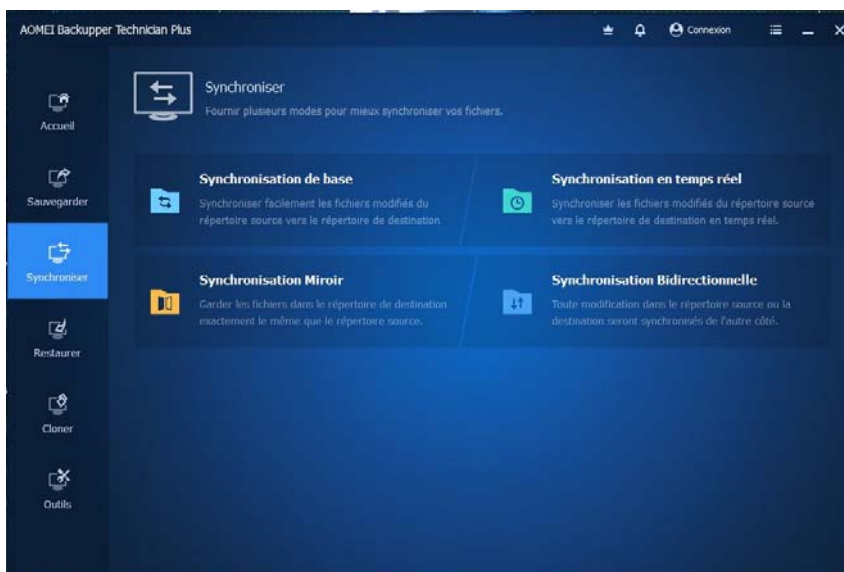 AOMEI Backupper Technician Plus
Connexion
Accueil
Sauvegarder
Synchroniser
Restaurer
Cloner
Outils
Synchroniser
Fournir plusieurs modes pour mieux synchroniser vos fichiers.
Synchronisation de base
Synchroniser facilement les fichiers modifiés du
répertoire source vers le répertoire de destination
Synchronisation en temps réel
Synchroniser les fichiers modifiés du répertoire source
vers le répertoire de destination en temps réel.
Synchronisation Miroir
Garder les fichiers dans le répertoire de destination
exactement le même que le répertoire source.
Synchronisation Bidirectionnelle
Toute modification dans le répertoire source ou la
destination seront synchronisés de l'autre côté.